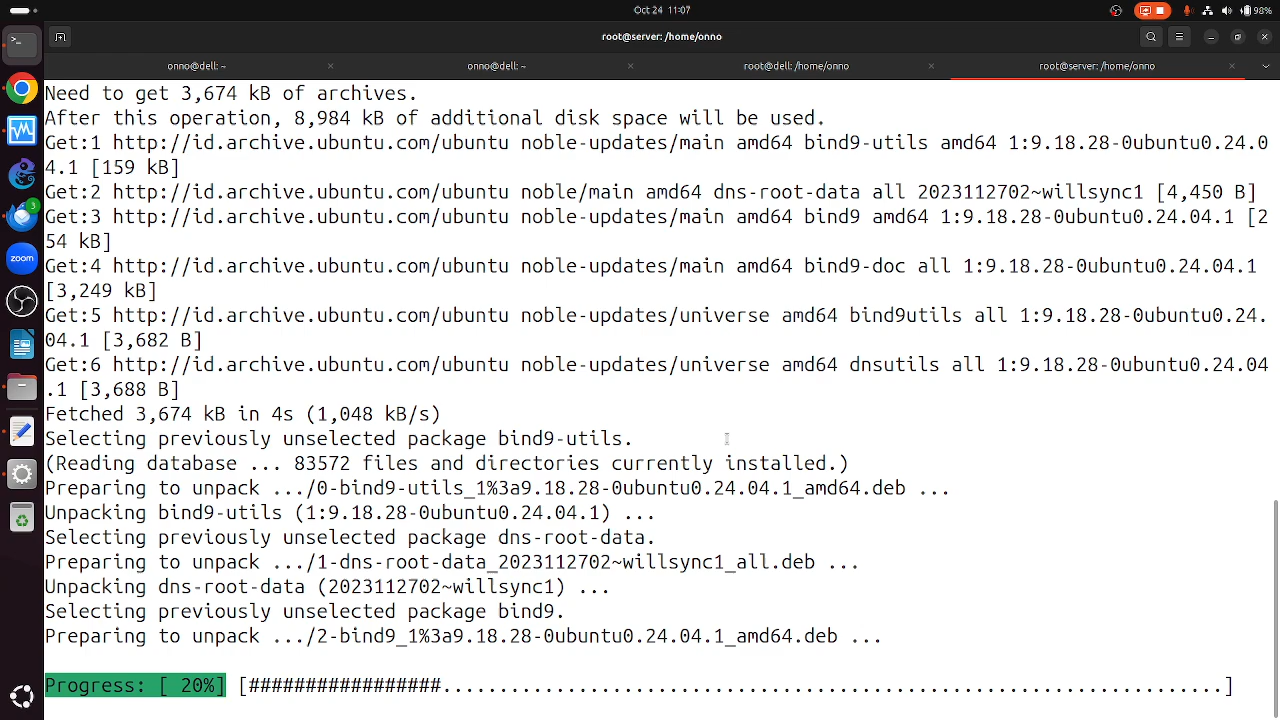 Oct 24 11:07
98%
root@server: /home/onno
onno@dell: ~
onno@dell: ~
root@dell: /home/onno
root@server: /home/onno
Need to get 3,674 kB of archives.
After this operation, 8,984 kB of additional disk space will be used.
Get:1 http://id.archive.ubuntu.com/ubuntu noble-updates/main amd64 bind9-utils amd64 1:9.18.28-0ubuntu0.24.0
4.1 [159 kB]
Get:2 http://id.archive.ubuntu.com/ubuntu noble/main amd64 dns-root-data all 2023112702~willsync1 [4,450 B]
Get:3 http://id.archive.ubuntu.com/ubuntu noble-updates/main amd64 bind9 amd64 1:9.18.28-0ubuntu0.24.04.1 [2
54 kB]
Get:4 http://id.archive.ubuntu.com/ubuntu noble-updates/main amd64 bind9-doc all 1:9.18.28-0ubuntu0.24.04.1
[3,249 kB]
Get:5 http://id.archive.ubuntu.com/ubuntu noble-updates/universe amd64 bind9utils all 1:9.18.28-0ubuntu0.24.
04.1 [3,682 B]
Get:6 http://id.archive.ubuntu.com/ubuntu noble-updates/universe amd64 dnsutils all 1:9.18.28-0ubuntu0.24.04
.1 [3,688 B]
Fetched 3,674 kB in 4s (1,048 kB/s)
Selecting previously unselected package bind9-utils.
(Reading database ... 83572 files and directories currently installed.)
Preparing to unpack .../0-bind9-utils_1%3a9.18.28-0ubuntu0.24.04.1_amd64.deb ...
Unpacking bind9-utils (1:9.18.28-0ubuntu0.24.04.1) ...
Selecting previously unselected package dns-root-data.
Preparing to unpack .../1-dns-root-data_2023112702~willsync1_all.deb ...
Unpacking dns-root-data (2023112702~willsync1) ...
Selecting previously unselected package bind9.
Preparing to unpack .../2-bind9_1%3a9.18.28-0ubuntu0.24.04.1_amd64.deb ...
Progress: [ 20%] [#################.....................................................................]
3
zoom